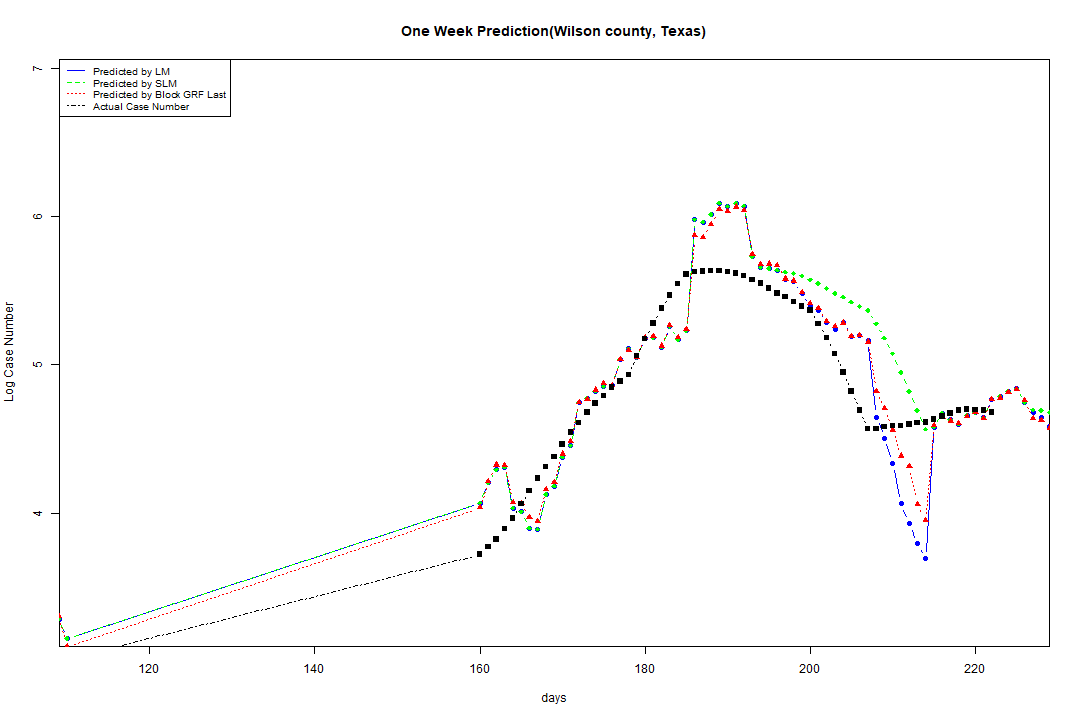 One Week Prediction(Wilson county, Texas)
Predicted by LM
Predicted by SLM
Predicted by Block GRF Last
Actual Case Number
7
6
5
4
Log Case Number
120 140 160 180 200 220
days